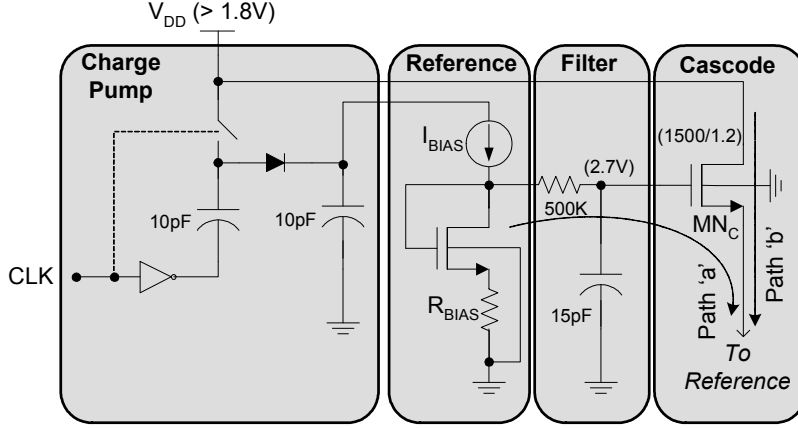 V_DD (> 1.8V)
Charge
Pump
Reference
Filter
Cascode
I_BIAS
(2.7V)
(1500/1.2)
10pF
10pF
500K
MN_C
CLK
R_BIAS
15pF
Path 'a'
Path 'b'
To
Reference